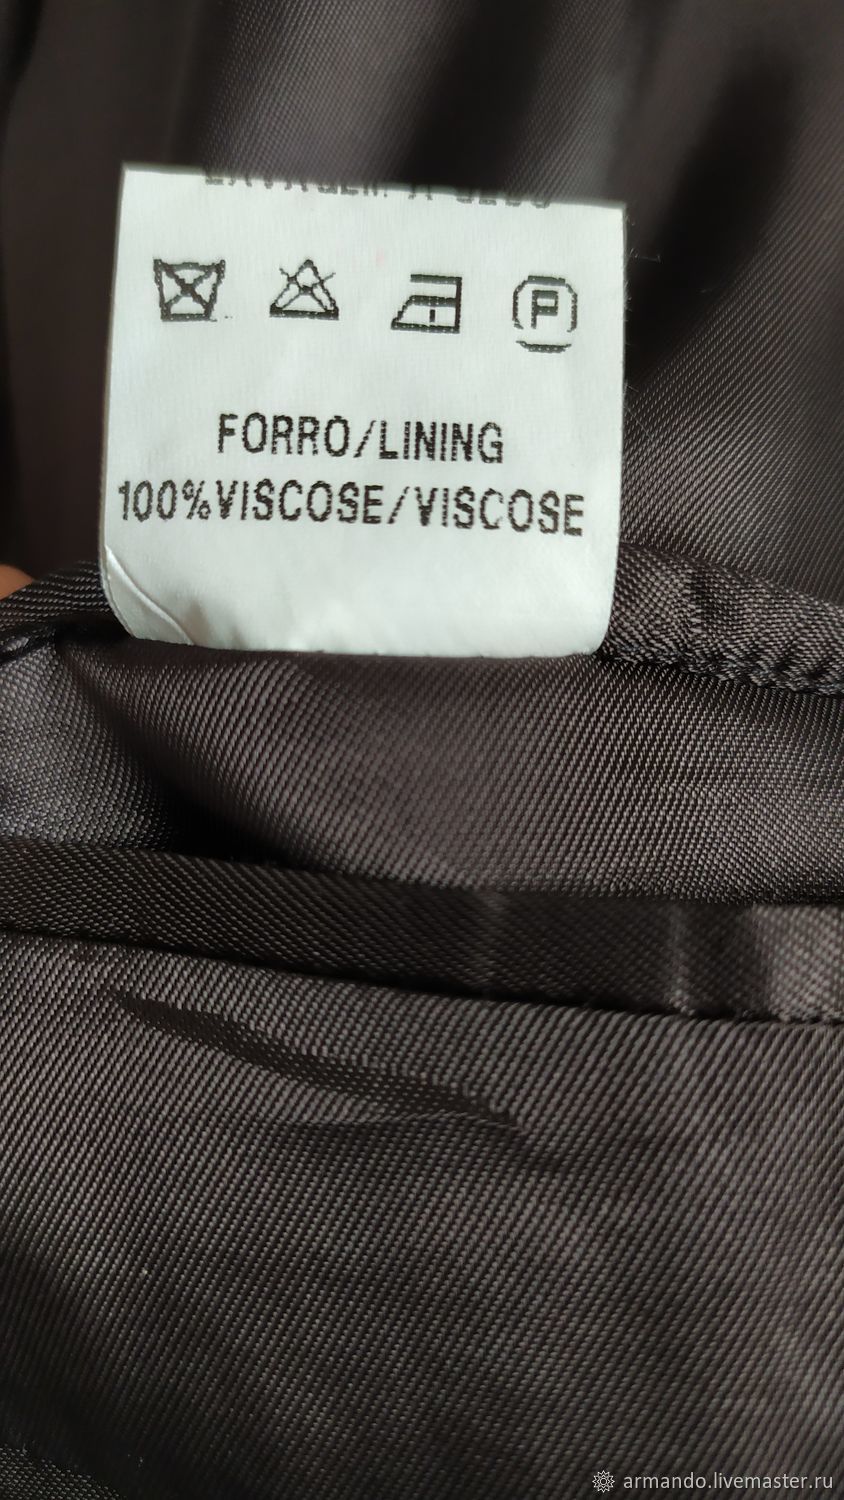 FORRO/LINING
100%VISCOSE/VISCOSE
armando.livemaster.ru